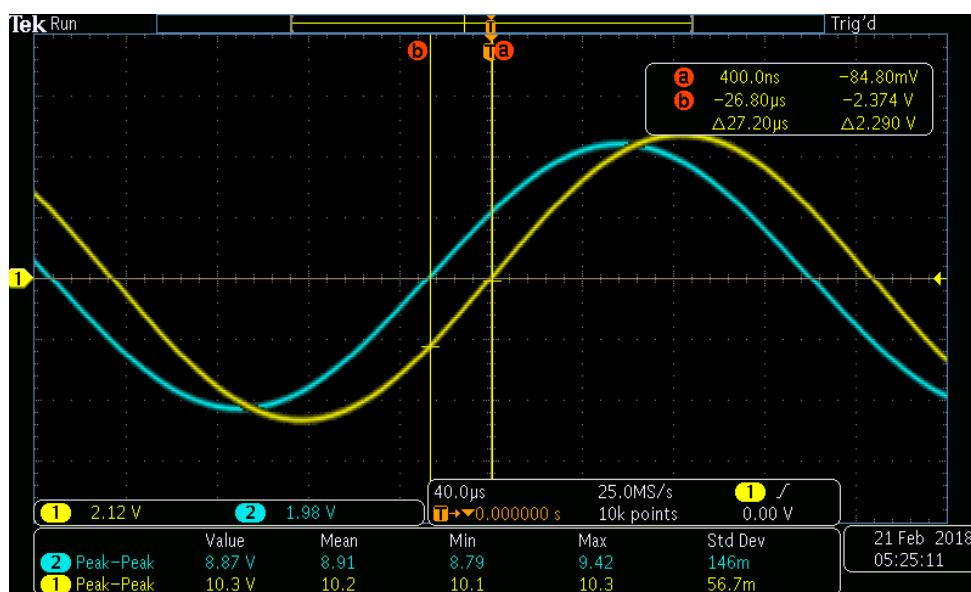 Tek Run T Trig'd
b T a
a 400.0ns −84.80mV
b −26.80µs −2.374 V
△27.20µs △2.290 V
1
40.0µs 25.0MS/s 1
1 2.12 V 2 1.98 V T→▼0.000000 s 10k points 0.00 V
Value Mean Min Max Std Dev 21 Feb 2018
2 Peak−Peak 8.87 V 8.91 8.79 9.42 146m 05:25:11
1 Peak−Peak 10.3 V 10.2 10.1 10.3 56.7m